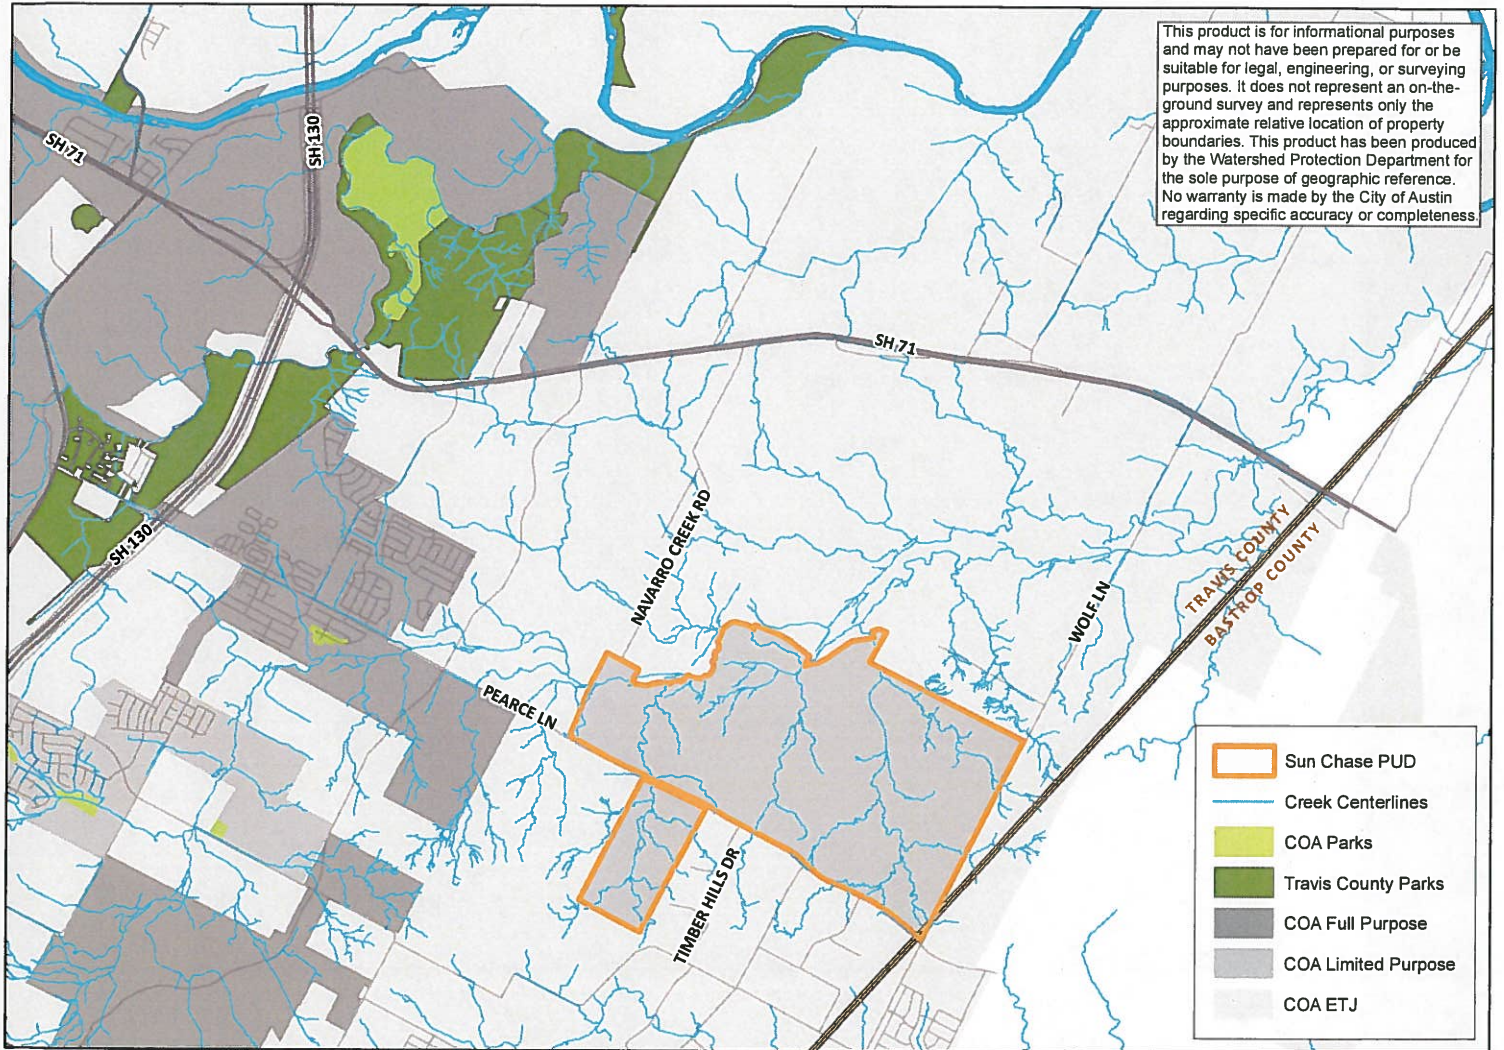 This product is for informational purposes
and may not have been prepared for or be
suitable for legal, engineering, or surveying
purposes. It does not represent an on-the-
ground survey and represents only the
approximate relative location of property
boundaries. This product has been produced
by the Watershed Protection Department for
the sole purpose of geographic reference.
No warranty is made by the City of Austin
regarding specific accuracy or completeness.
SH 71
SH 130
SH 71
SH 130
NAVARRO CREEK RD
TRAVIS COUNTY
BASTROP COUNTY
WOLF LN
PEARCE LN
TIMBER HILLS DR
Sun Chase PUD
Creek Centerlines
COA Parks
Travis County Parks
COA Full Purpose
COA Limited Purpose
COA ETJ